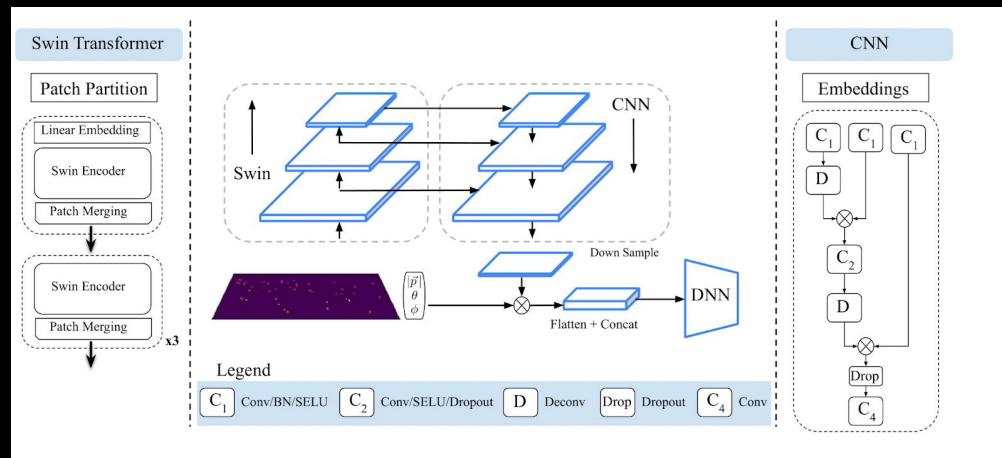 Swin Transformer
Patch Partition
Linear Embedding
Swin Encoder
Patch Merging
Swin Encoder
Patch Merging
x3
Swin
CNN
Down Sample
|p⃗|
θ
ϕ
DNN
Flatten + Concat
Legend
C₁ Conv/BN/SELU C₂ Conv/SELU/Dropout D Deconv Drop Dropout C₄ Conv
CNN
Embeddings
C₁ C₁ C₁
D
C₂
D
Drop
C₄